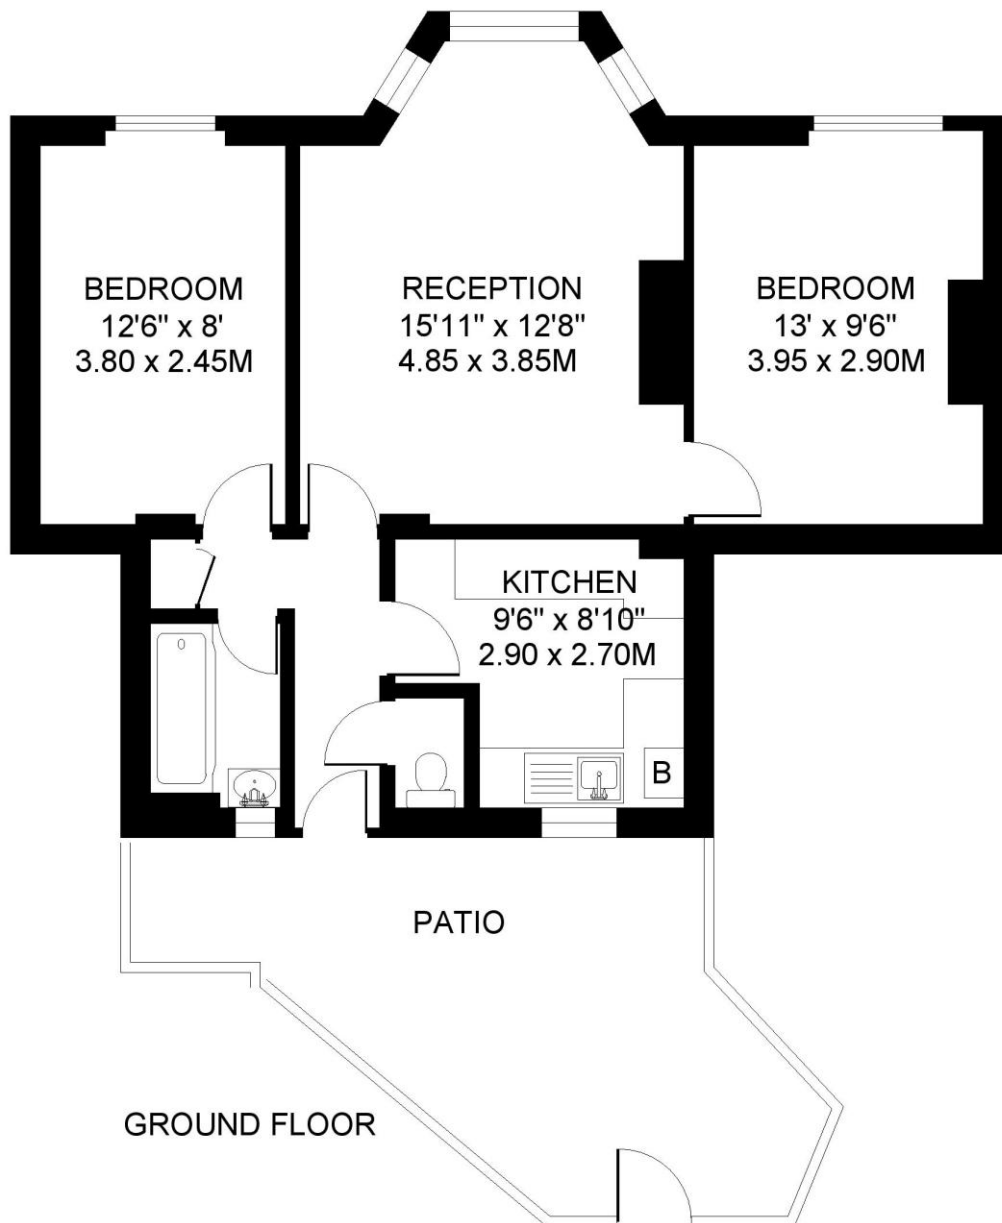 BEDROOM
12'6" x 8'
3.80 x 2.45M
RECEPTION
15'11" x 12'8"
4.85 x 3.85M
BEDROOM
13' x 9'6"
3.95 x 2.90M
KITCHEN
9'6" x 8'10"
2.90 x 2.70M
B
PATIO
GROUND FLOOR